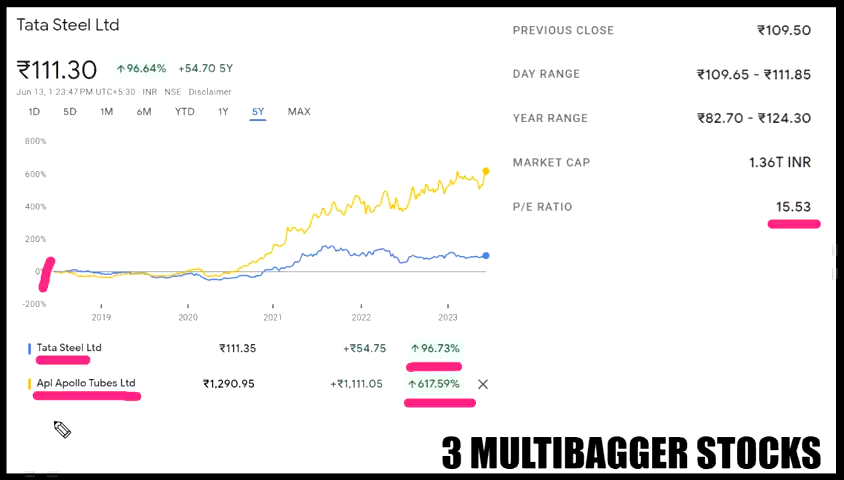 Tata Steel Ltd
₹111.30 ↑96.64% +54.70 5Y
Jun 13, 1:23:47 PM UTC+5:30 · INR · NSE · Disclaimer
1D 5D 1M 6M YTD 1Y 5Y MAX
800%
600%
400%
200%
0%
-200%
2019 2020 2021 2022 2023
Tata Steel Ltd ₹111.35 +₹54.75 ↑96.73%
Apl Apollo Tubes Ltd ₹1,290.95 +₹1,111.05 ↑617.59%
PREVIOUS CLOSE ₹109.50
DAY RANGE ₹109.65 - ₹111.85
YEAR RANGE ₹82.70 - ₹124.30
MARKET CAP 1.36T INR
P/E RATIO 15.53
3 MULTIBAGGER STOCKS